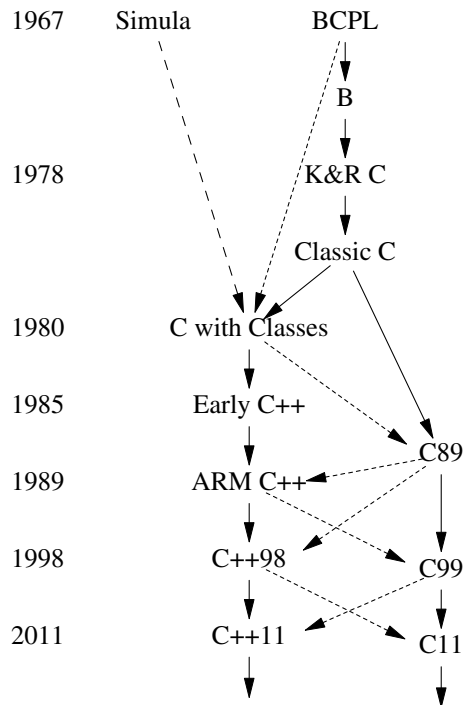 1967 Simula BCPL
B
1978 K&R C
Classic C
1980 C with Classes
1985 Early C++
C89
1989 ARM C++
1998 C++98
C99
2011 C++11
C11